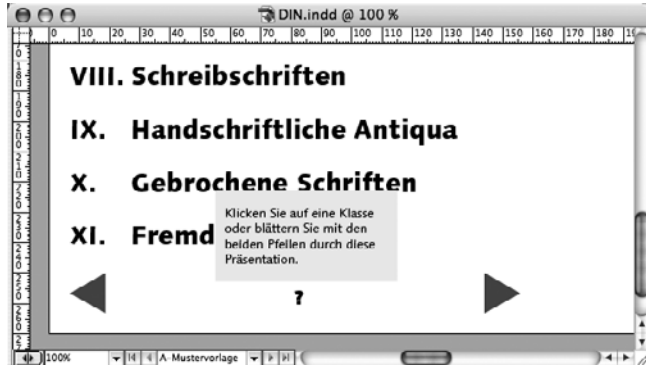 DIN.indd @ 100 %
0 10 20 30 40 50 60 70 80 90 100 110 120 130 140 150 160 170 180
VIII. Schreibschriften
IX. Handschriftliche Antiqua
X. Gebrochene Schriften
XI. Fremd
Klicken Sie auf eine Klasse
oder blättern Sie mit den
beiden Pfeilen durch diese
Präsentation.
?
100% A-Mustervorlage